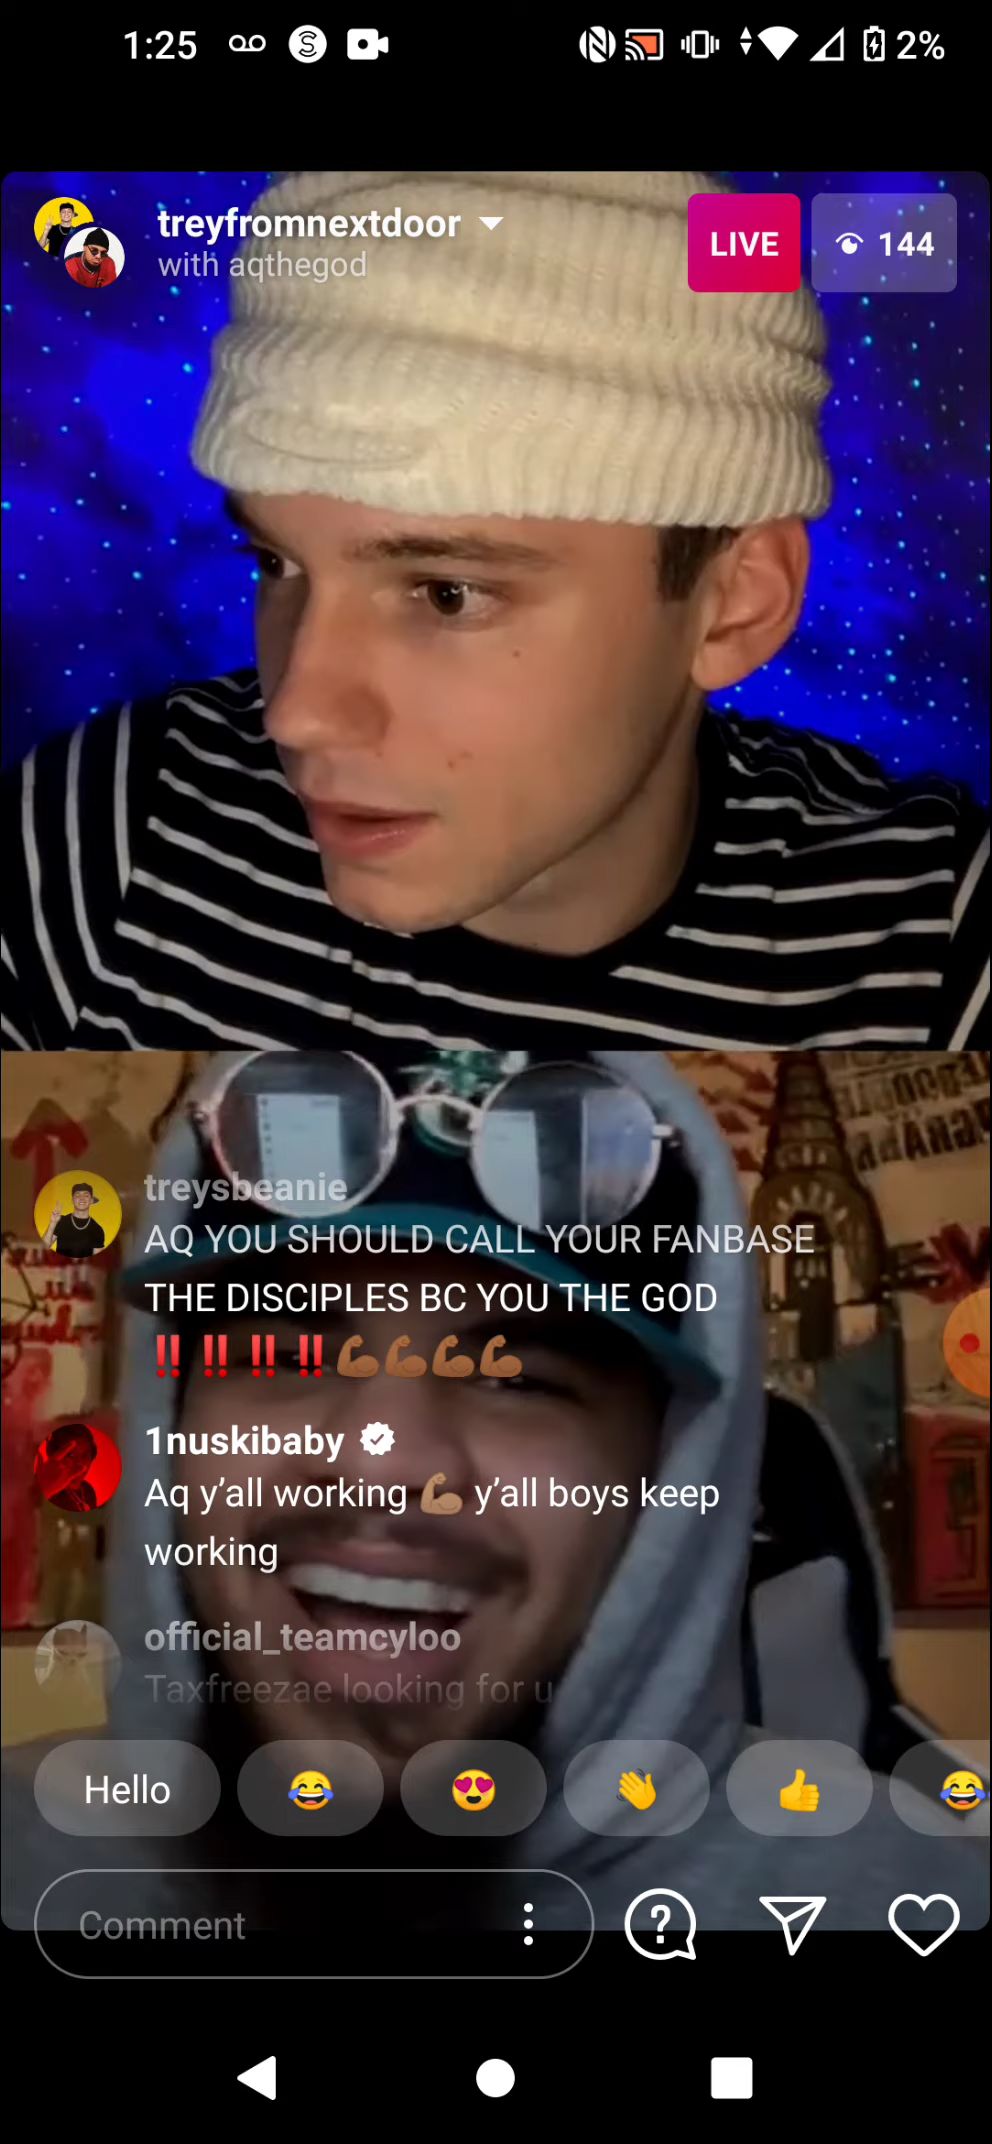 1:25
2%
treyfromnextdoor
with aqthegod
LIVE
144
treysbeanie
AQ YOU SHOULD CALL YOUR FANBASE
THE DISCIPLES BC YOU THE GOD
‼️‼️‼️‼️💪🏾💪🏾💪🏾💪🏾
1nuskibaby
Aq y’all working 💪🏽 y’all boys keep
working
official_teamcyloo
Taxfreezae looking for u
Hello 😂 😍 👋 👍 😂
Comment